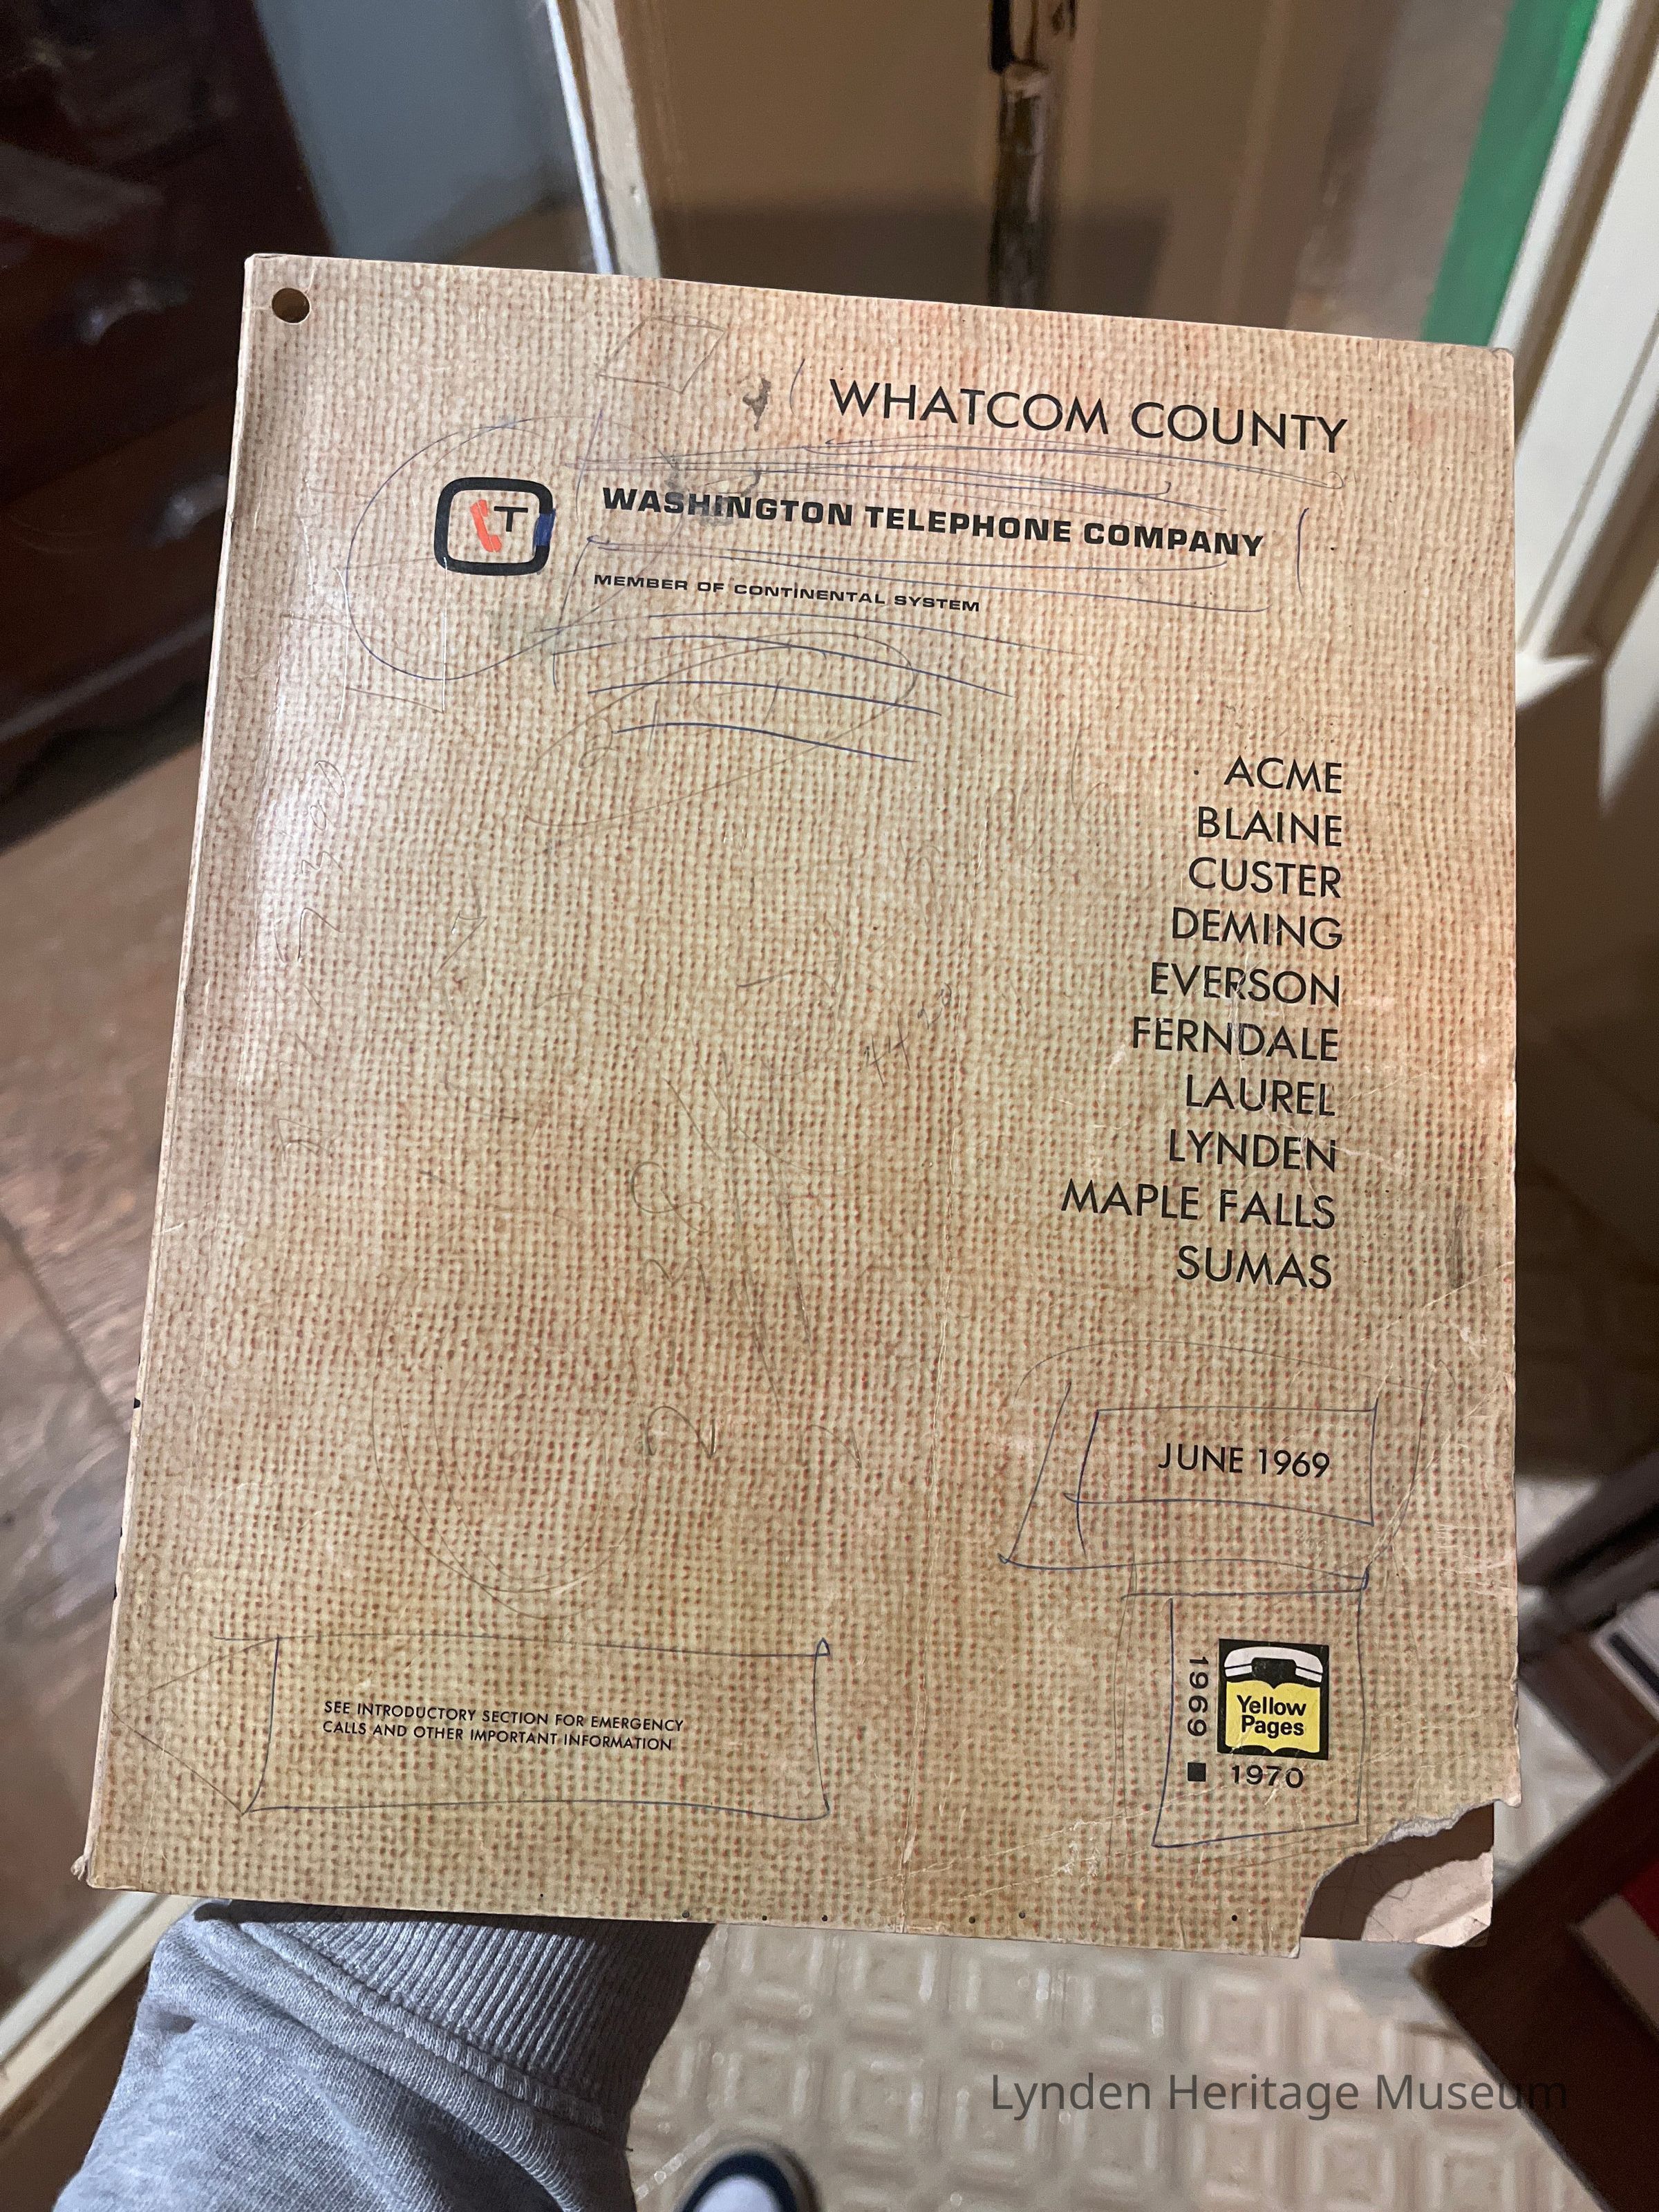 WHATCOM COUNTY
T
WASHINGTON TELEPHONE COMPANY
MEMBER OF CONTINENTAL SYSTEM
ACME
BLAINE
CUSTER
DEMING
EVERSON
FERNDALE
LAUREL
LYNDEN
MAPLE FALLS
SUMAS
JUNE 1969
SEE INTRODUCTORY SECTION FOR EMERGENCY
CALLS AND OTHER IMPORTANT INFORMATION
1969
Yellow
Pages
1970
Lynden Heritage Museum